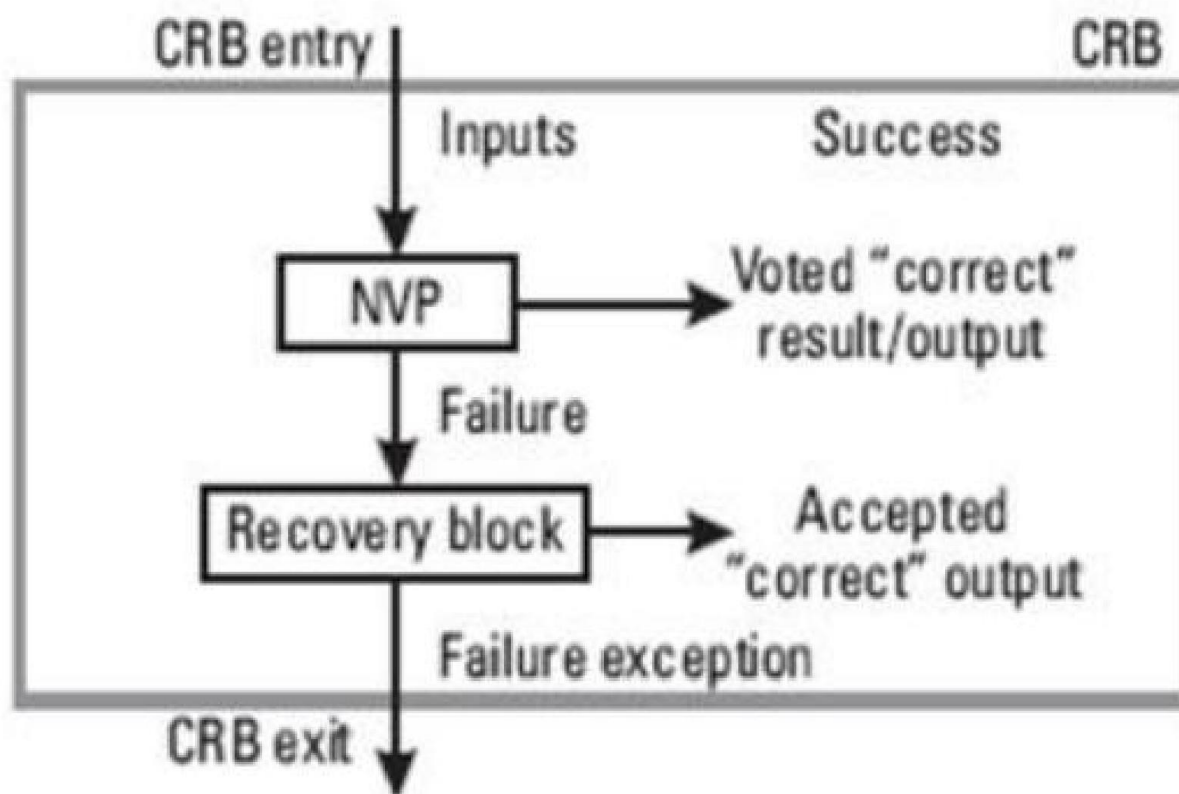 CRB entry
CRB
Inputs
Success
NVP
Voted “correct“
result/output
Failure
Recovery block
Accepted
“correct“ output
Failure exception
CRB exit